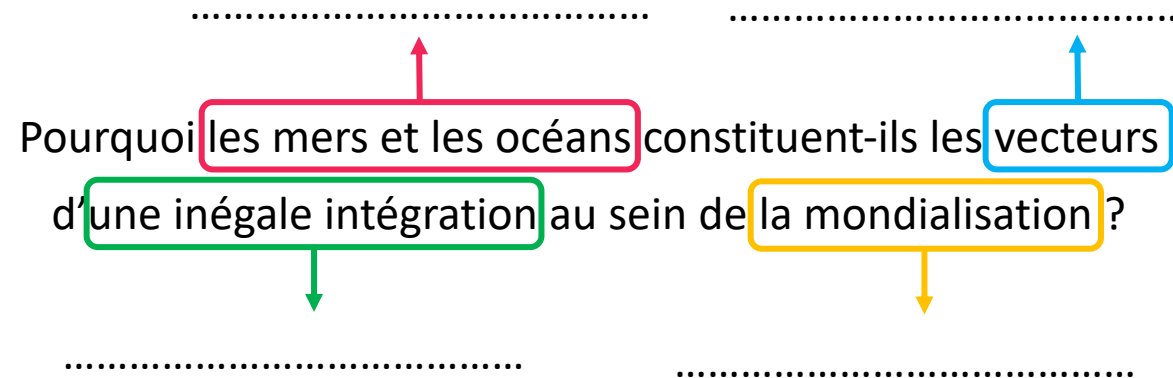 ........................................... ...........................................
Pourquoi les mers et les océans constituent-ils les vecteurs
d’une inégale intégration au sein de la mondialisation ?
........................................... ...........................................